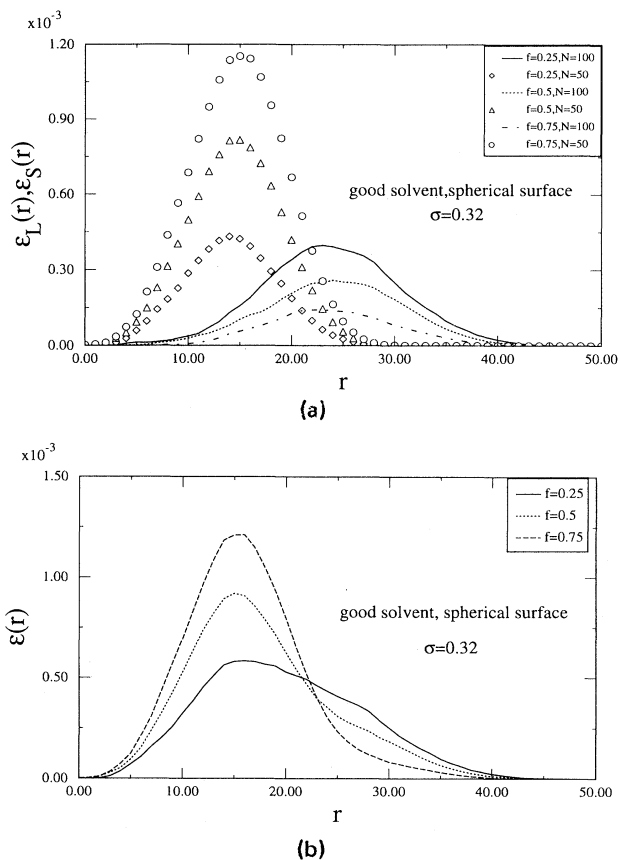 x10⁻³
1.20
0.90
0.60
0.30
0.00
ε_L(r),ε_S(r)
f=0.25,N=100
f=0.25,N=50
f=0.5,N=100
f=0.5,N=50
f=0.75,N=100
f=0.75,N=50
good solvent,spherical surface
σ=0.32
0.00 10.00 20.00 30.00 40.00 50.00
r
(a)
x10⁻³
1.50
1.00
0.50
0.00
ε(r)
f=0.25
f=0.5
f=0.75
good solvent, spherical surface
σ=0.32
0.00 10.00 20.00 30.00 40.00 50.00
r
(b)